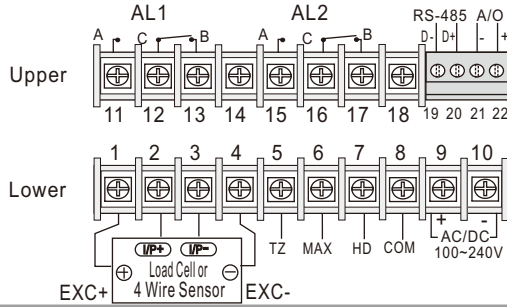 AL1 AL2 RS-485 A/O
A C B A C B D- D+ - +
Upper
11 12 13 14 15 16 17 18 19 20 21 22
1 2 3 4 5 6 7 8 9 10
Lower
I/P+ I/P- TZ MAX HD COM + -
AC/DC
100~240V
Load Cell or
EXC+ 4 Wire Sensor EXC-